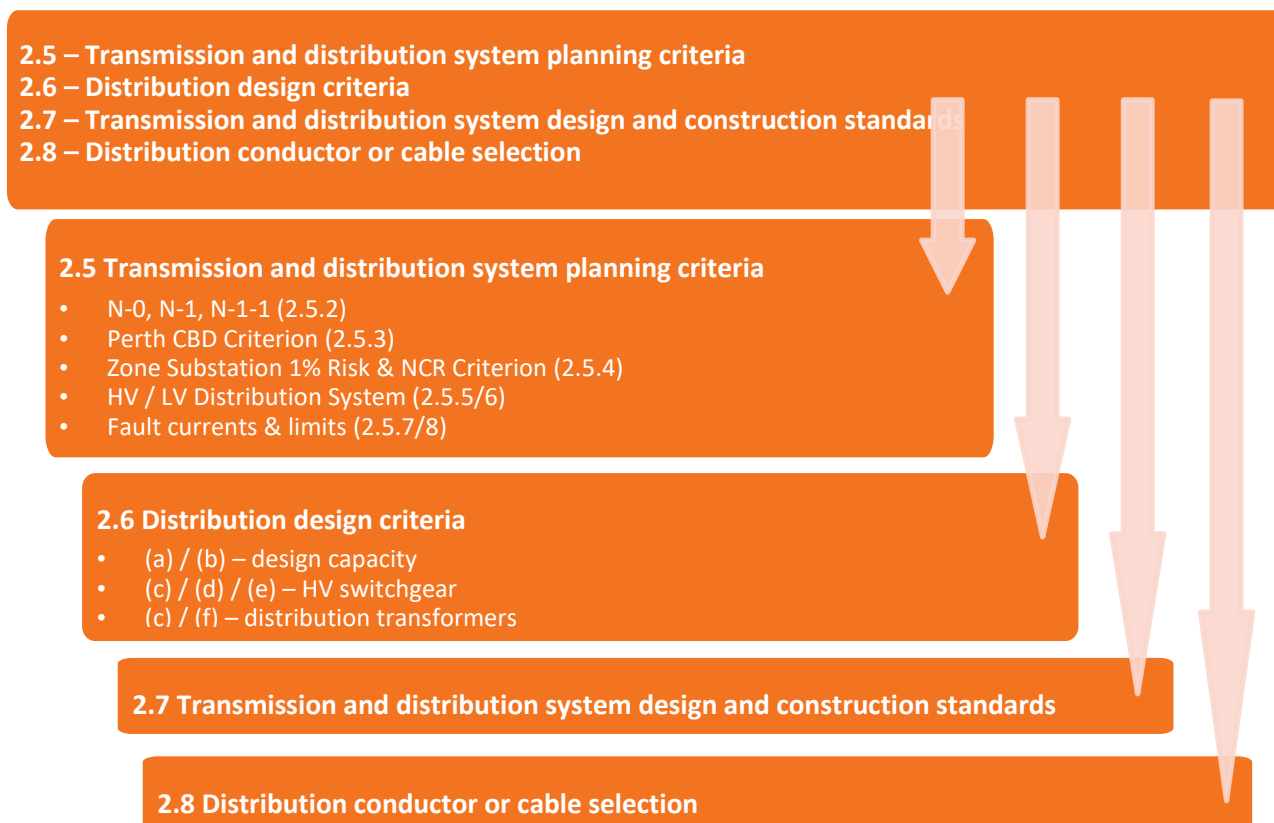 2.5 – Transmission and distribution system planning criteria
2.6 – Distribution design criteria
2.7 – Transmission and distribution system design and construction standards
2.8 – Distribution conductor or cable selection
2.5 Transmission and distribution system planning criteria
• N-0, N-1, N-1-1 (2.5.2)
• Perth CBD Criterion (2.5.3)
• Zone Substation 1% Risk & NCR Criterion (2.5.4)
• HV / LV Distribution System (2.5.5/6)
• Fault currents & limits (2.5.7/8)
2.6 Distribution design criteria
• (a) / (b) – design capacity
• (c) / (d) / (e) – HV switchgear
• (c) / (f) – distribution transformers
2.7 Transmission and distribution system design and construction standards
2.8 Distribution conductor or cable selection